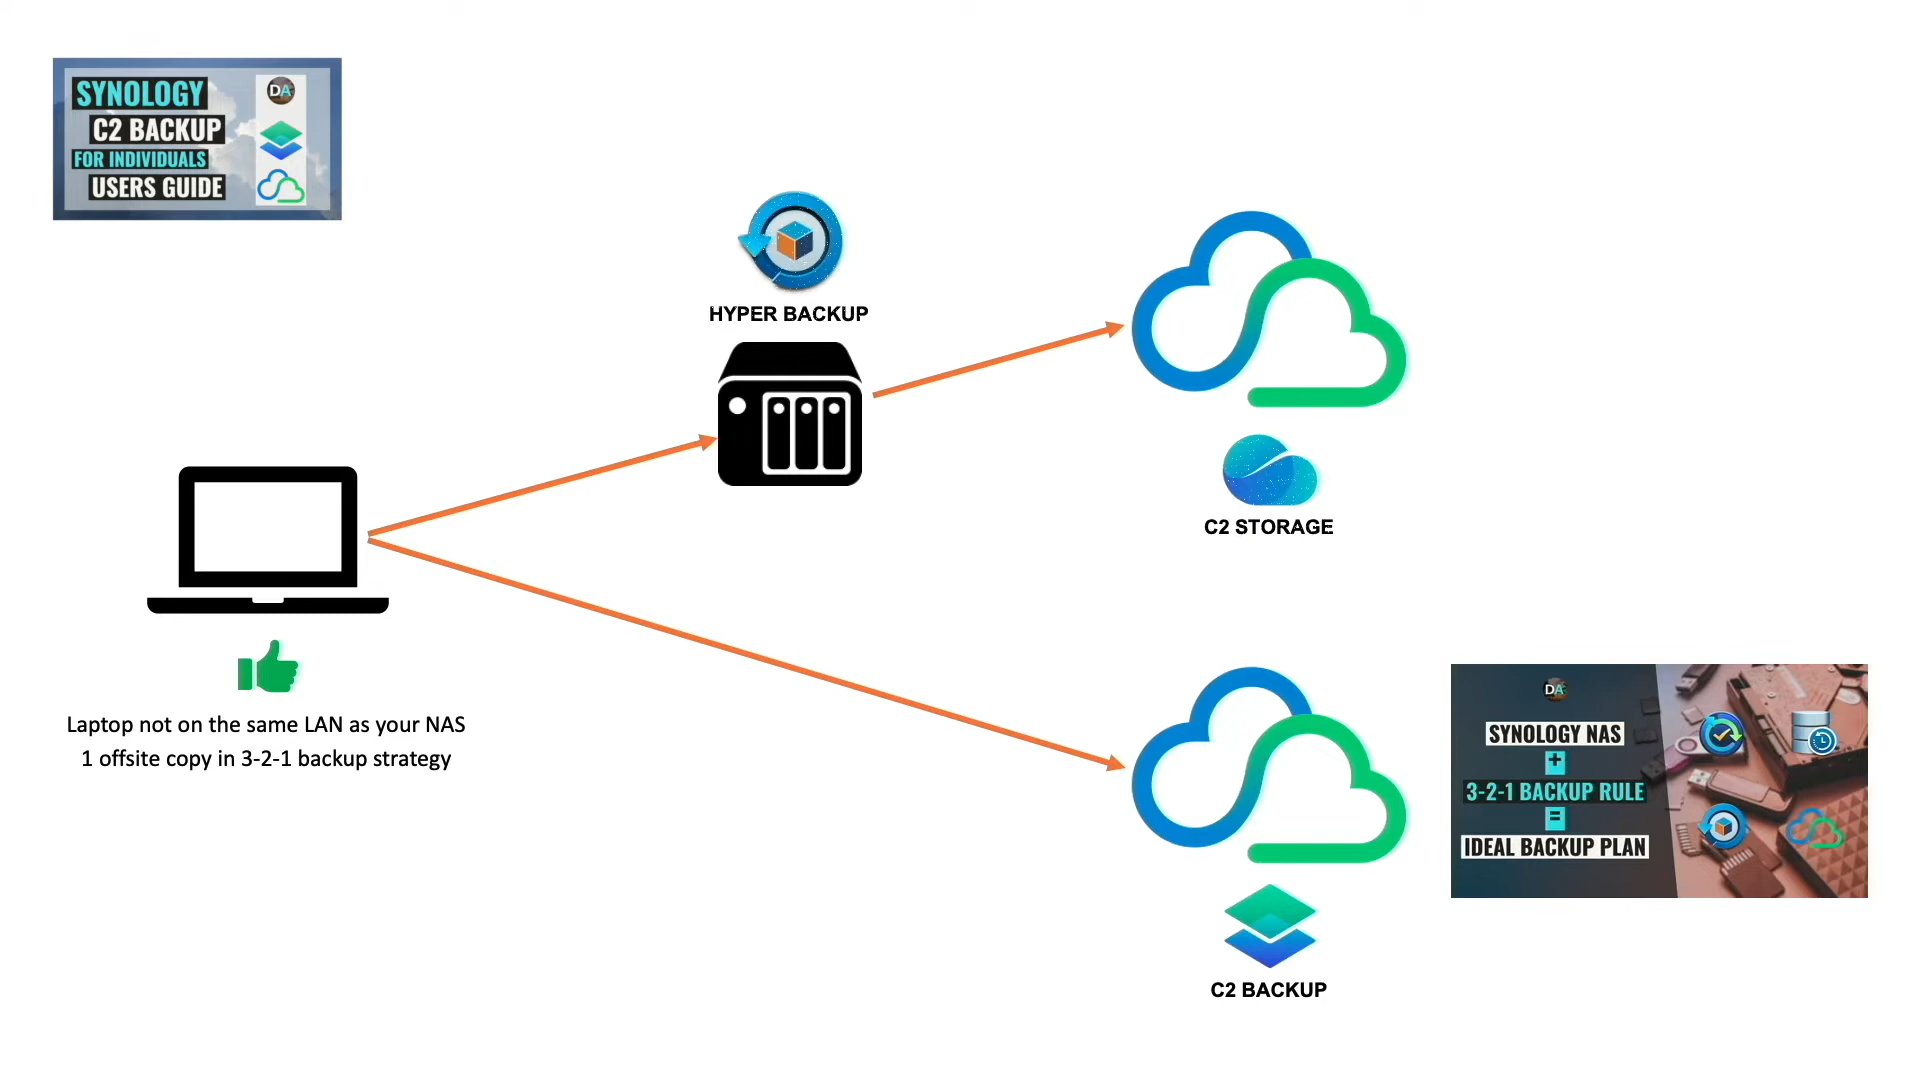 SYNOLOGY
C2 BACKUP
FOR INDIVIDUALS
USERS GUIDE
DA
HYPER BACKUP
C2 STORAGE
Laptop not on the same LAN as your NAS
1 offsite copy in 3-2-1 backup strategy
DA
SYNOLOGY NAS
+
3-2-1 BACKUP RULE
=
IDEAL BACKUP PLAN
C2 BACKUP